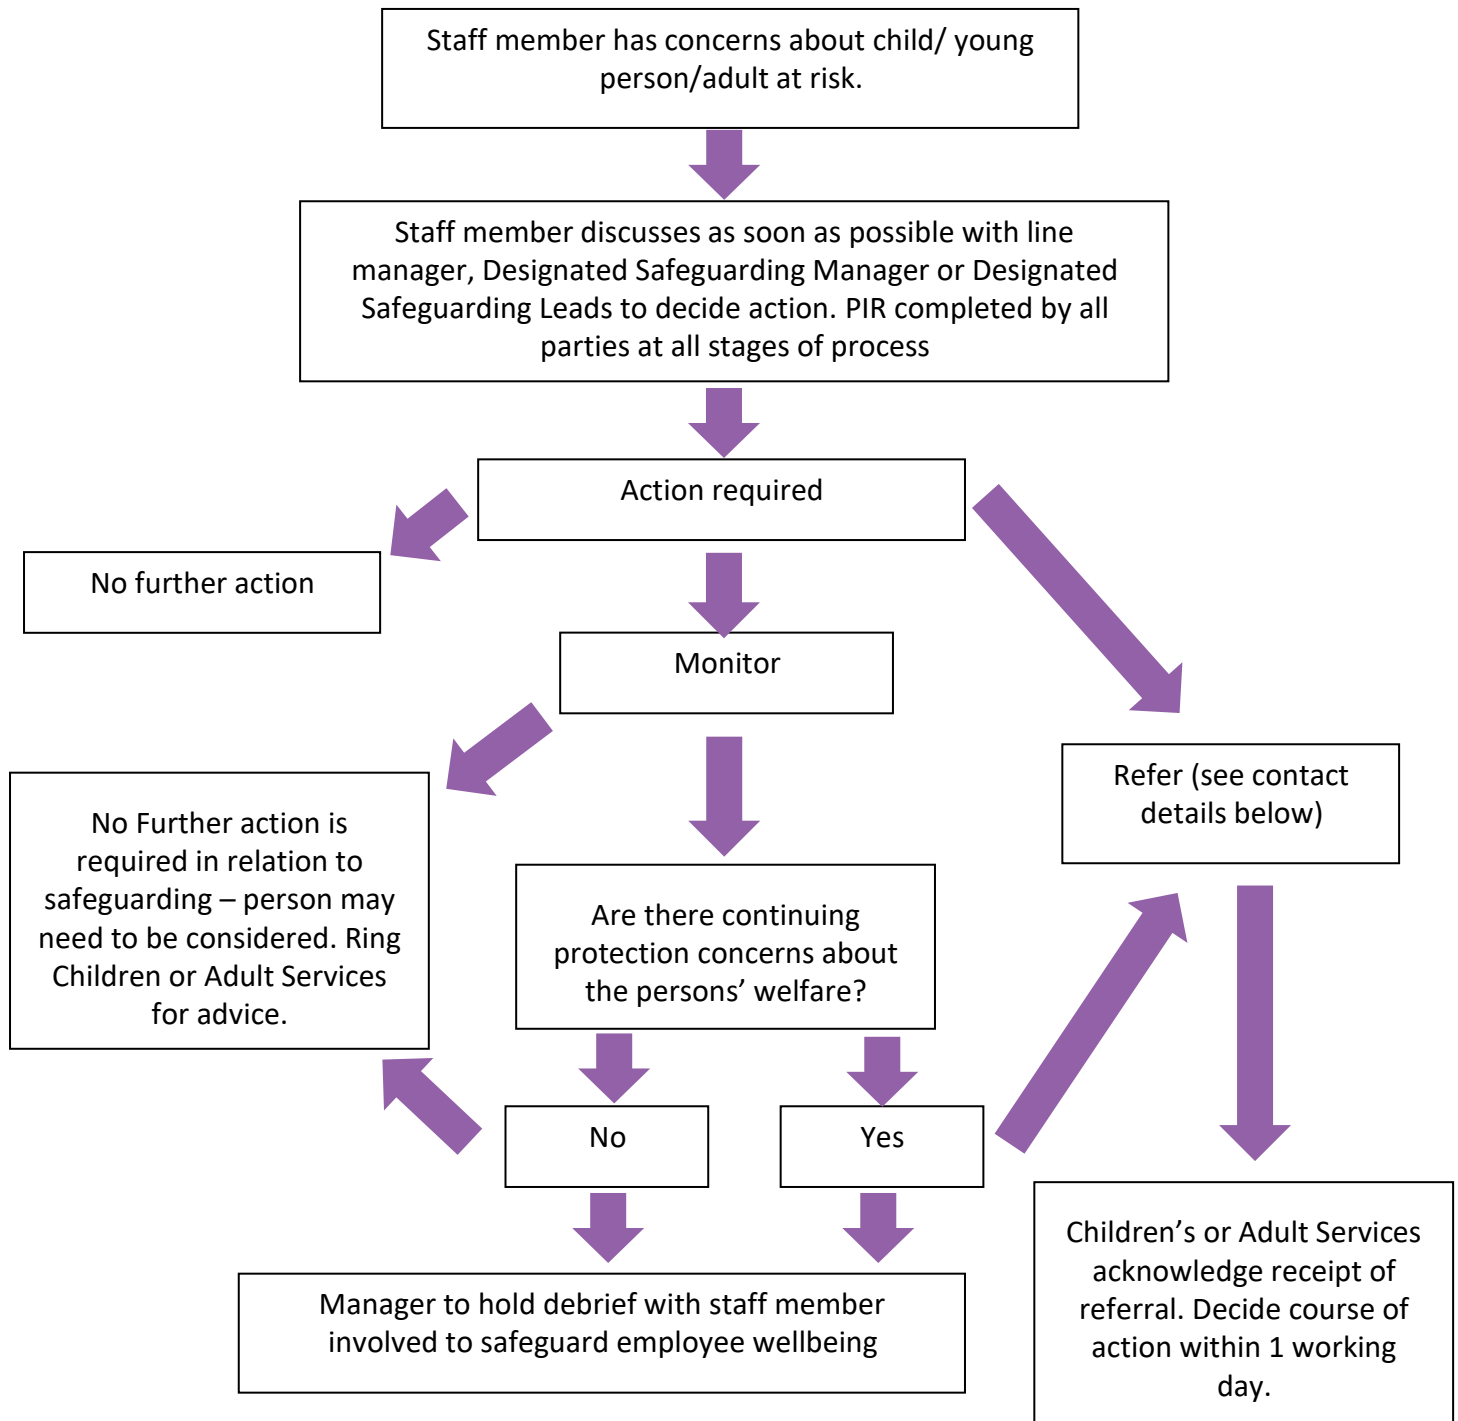 Staff member has concerns about child/ young
person/adult at risk.
Staff member discusses as soon as possible with line
manager, Designated Safeguarding Manager or Designated
Safeguarding Leads to decide action. PIR completed by all
parties at all stages of process
Action required
No further action
Monitor
Refer (see contact
details below)
No Further action is
required in relation to
safeguarding – person may
need to be considered. Ring
Children or Adult Services
for advice.
Are there continuing
protection concerns about
the persons’ welfare?
No
Yes
Manager to hold debrief with staff member
involved to safeguard employee wellbeing
Children’s or Adult Services
acknowledge receipt of
referral. Decide course of
action within 1 working
day.